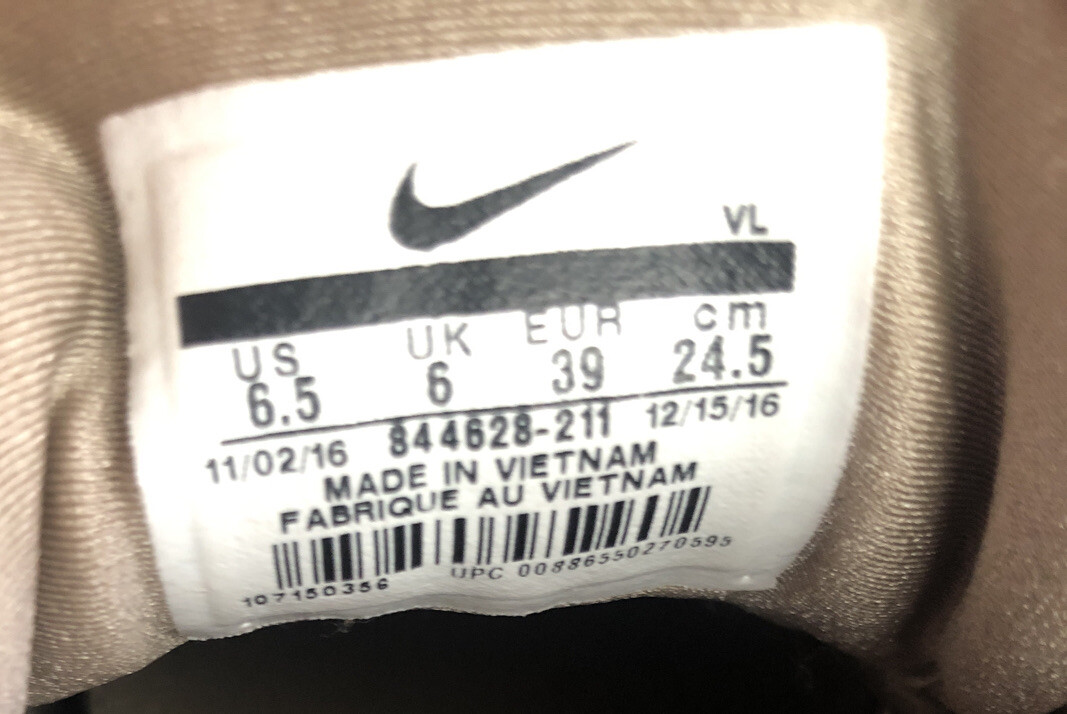 VL
US UK EUR cm
6.5 6 39 24.5
11/02/16 844628-211 12/15/16
MADE IN VIETNAM
FABRIQUE AU VIETNAM
107150356 UPC 00886550270595